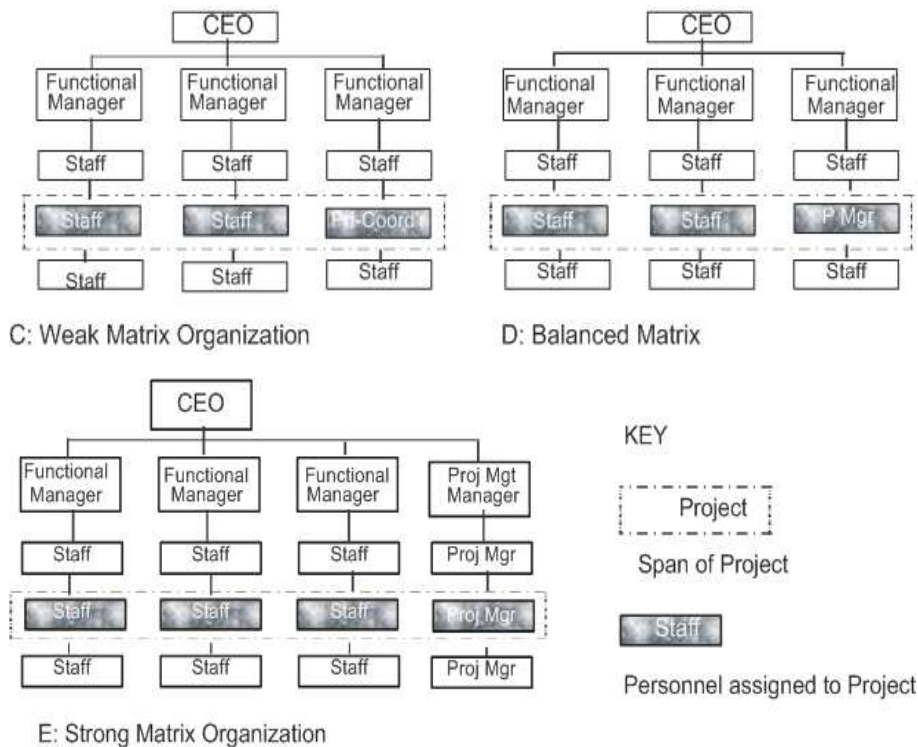 CEO
Functional
Manager
Functional
Manager
Functional
Manager
Staff
Staff
Staff
Staff
Staff
Staff
Staff
Staff
C: Weak Matrix Organization
CEO
Functional
Manager
Functional
Manager
Functional
Manager
Staff
Staff
Staff
Staff
Staff
P Mgr
Staff
Staff
Staff
D: Balanced Matrix
CEO
Functional
Manager
Functional
Manager
Functional
Manager
Proj Mgt
Manager
Staff
Staff
Staff
Proj Mgr
Staff
Staff
Staff
Proj Mgr
Staff
Staff
Staff
Proj Mgr
E: Strong Matrix Organization
KEY
Project
Span of Project
Staff
Personnel assigned to Project